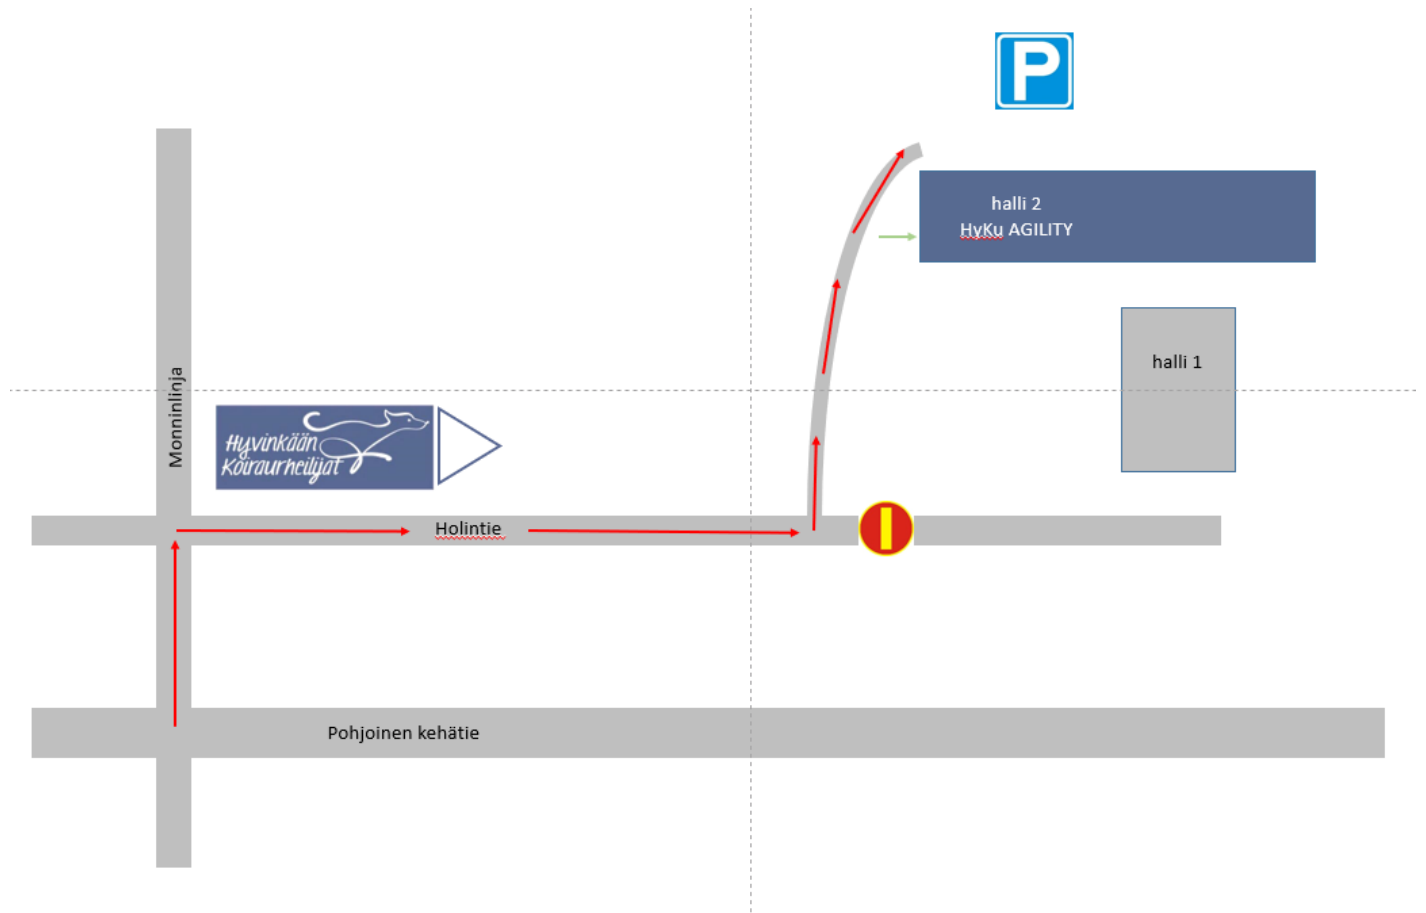 P
halli 2
HyKu AGILITY
halli 1
Monninlinja
Hyvinkään
Koiraurheilijat
Holintie
Pohjoinen kehätie